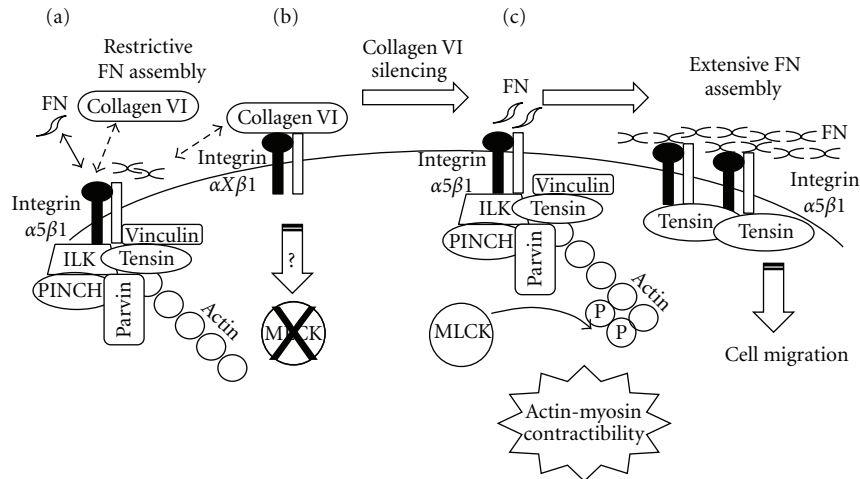 (a)
Restrictive
FN assembly
FN
Collagen VI
Integrin
α5β1
Vinculin
ILK
Tensin
PINCH
Parvin
Actin
(b)
Collagen VI
Integrin
αXβ1
?
MLCK
Collagen VI
silencing
(c)
FN
Integrin
α5β1
Vinculin
ILK
Tensin
PINCH
Parvin
Actin
P
P
MLCK
Actin-myosin
contractibility
Extensive FN
assembly
FN
Integrin
α5β1
Tensin
Tensin
Cell migration